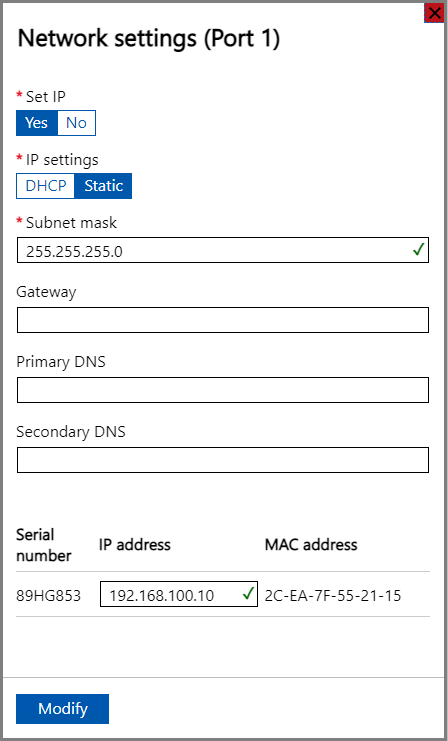 Network settings (Port 1)
* Set IP
Yes No
* IP settings
DHCP Static
* Subnet mask
255.255.255.0
Gateway
Primary DNS
Secondary DNS
Serial
number IP address MAC address
89HG853 192.168.100.10 2C-EA-7F-55-21-15
Modify